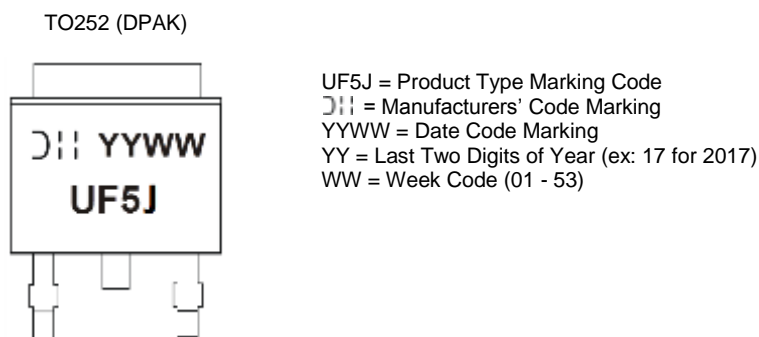 TO252 (DPAK)
YYWW
UF5J
UF5J = Product Type Marking Code
= Manufacturers' Code Marking
YYWW = Date Code Marking
YY = Last Two Digits of Year (ex: 17 for 2017)
WW = Week Code (01 - 53)